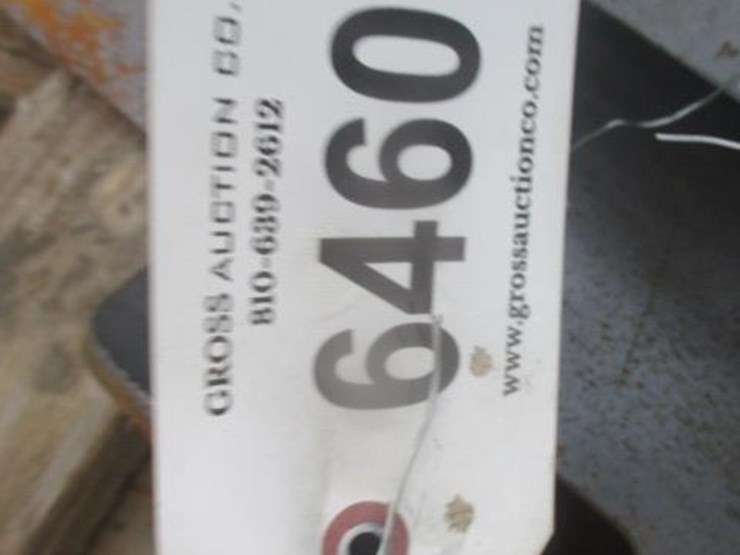 GROSS AUCTION CO.
810-639-2612
6460
www.grossauctionco.com